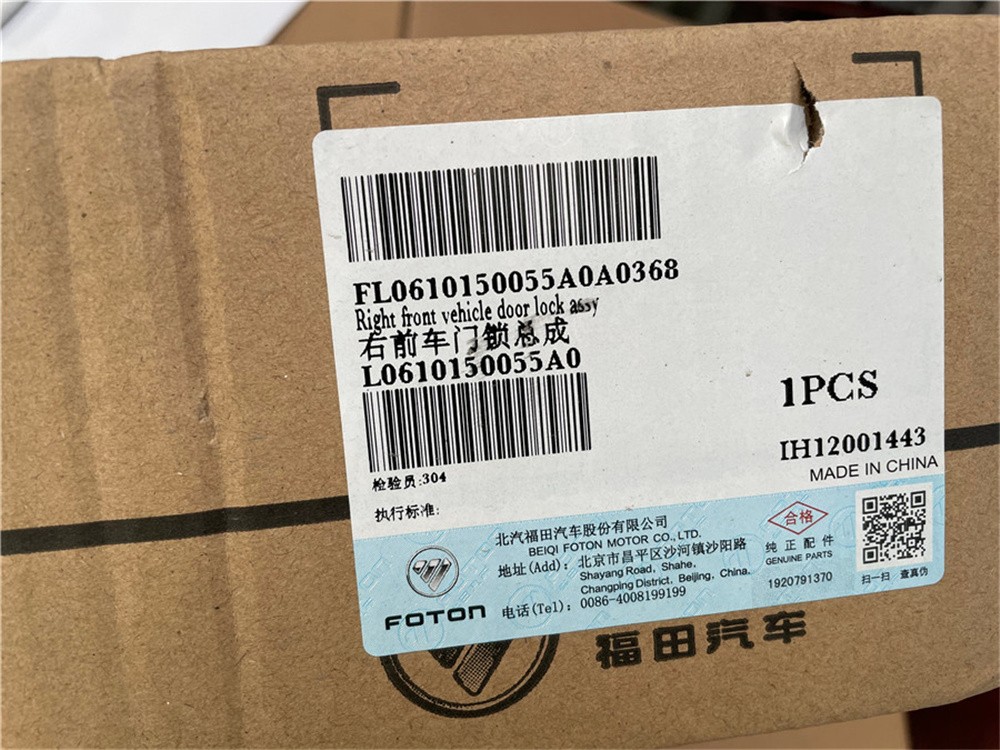 FL0610150055A0A0368
Right front vehicle door lock assy
右前车门锁总成
L0610150055A0
1PCS
IH12001443
MADE IN CHINA
检验员:304
执行标准:
FOTON
北汽福田汽车股份有限公司
BEIQI FOTON MOTOR CO., LTD.
地址(Add): 北京市昌平区沙河镇沙阳路
Shayang Road, Shahe,
Changping District, Beijing, China.
电话(Tel): 0086-4008199199
合格
纯正配件
GENUINE PARTS
1920791370
扫一扫 查真伪
福田汽车